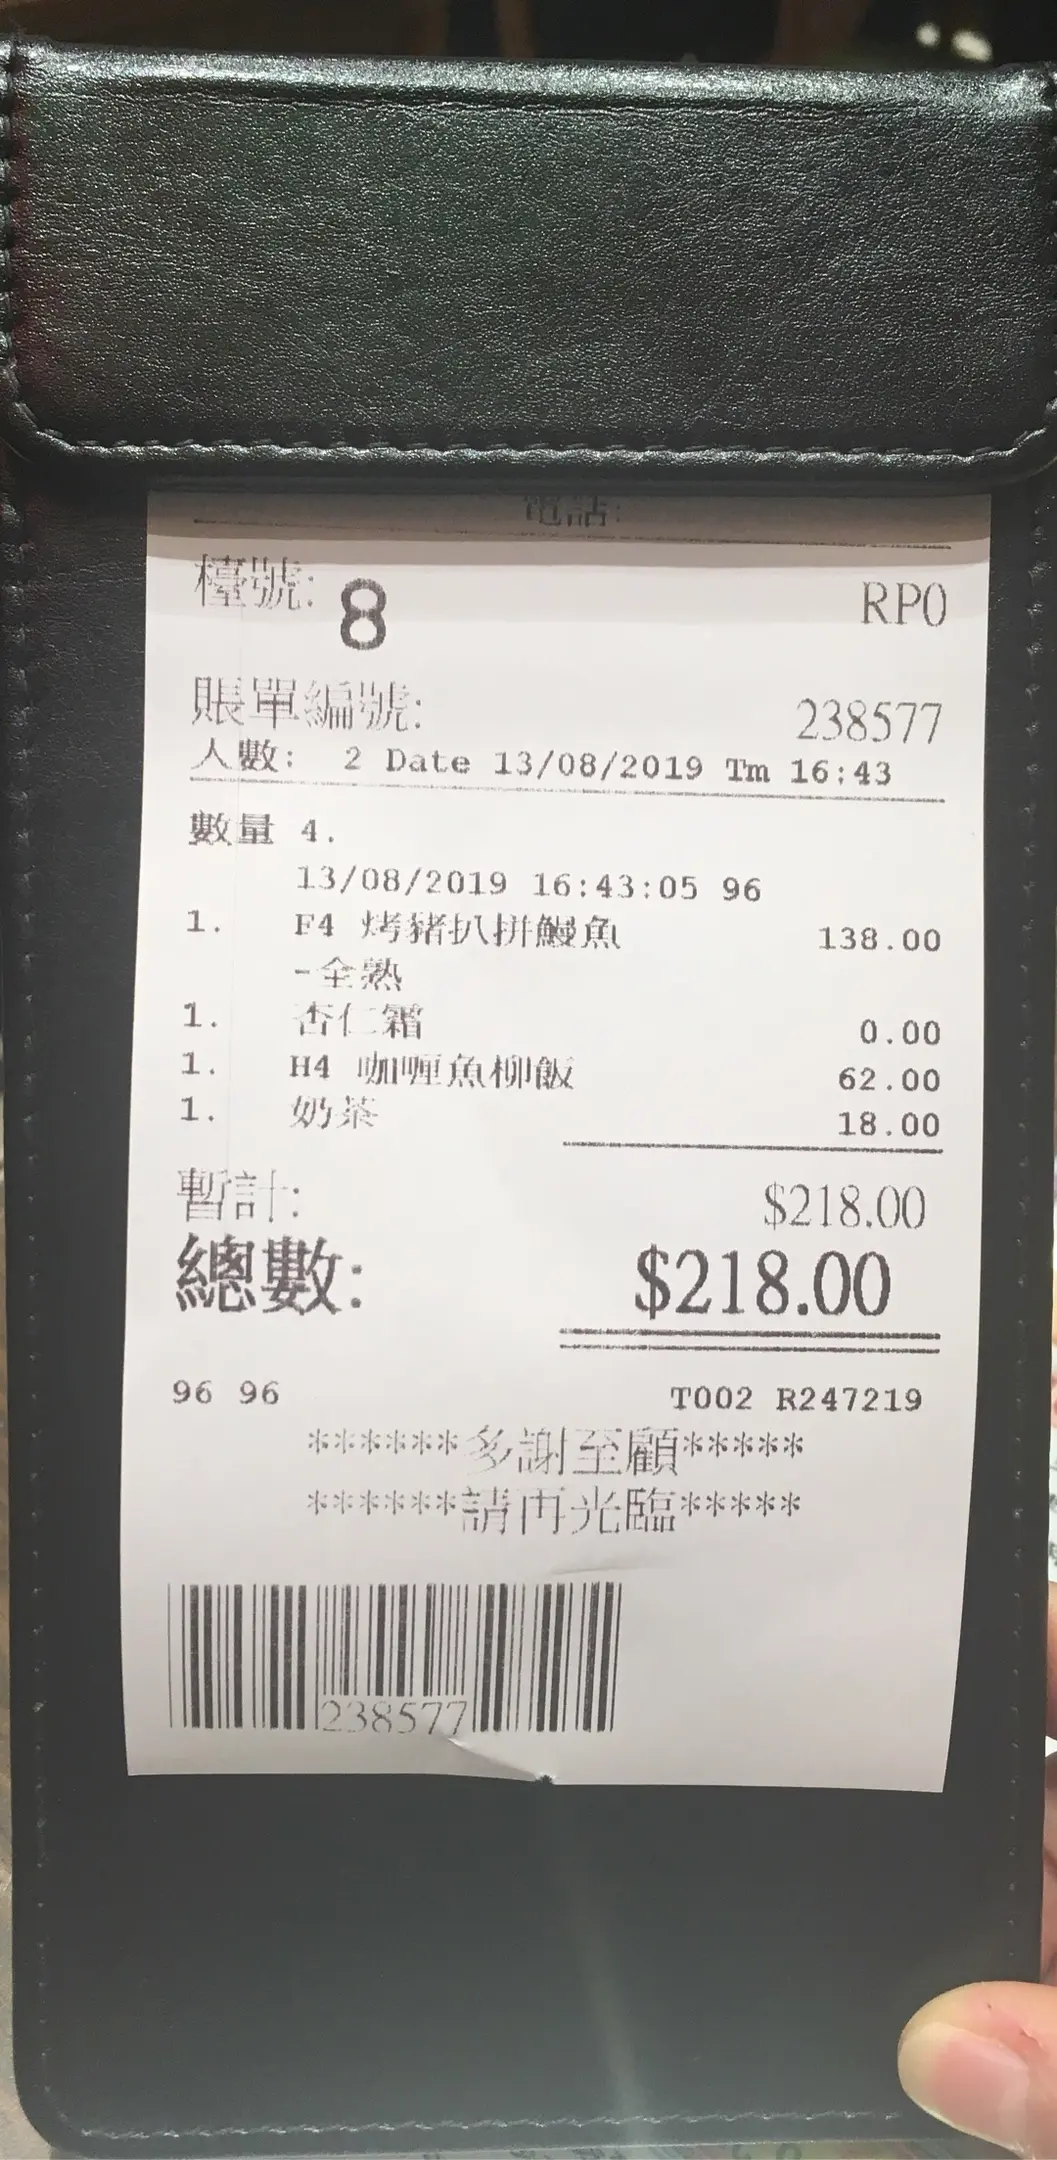 電話:
檯號: 8 RP0
賬單編號: 238577
人數: 2 Date 13/08/2019 Tm 16:43
數量 4.
13/08/2019 16:43:05 96
1. F4 烤豬扒拼鰻魚 138.00
-全熟
1. 杏仁霜 0.00
1. H4 咖喱魚柳飯 62.00
1. 奶茶 18.00
暫計: $218.00
總數: $218.00
96 96 T002 R247219
******多謝至顧*****
******請再光臨*****
238577